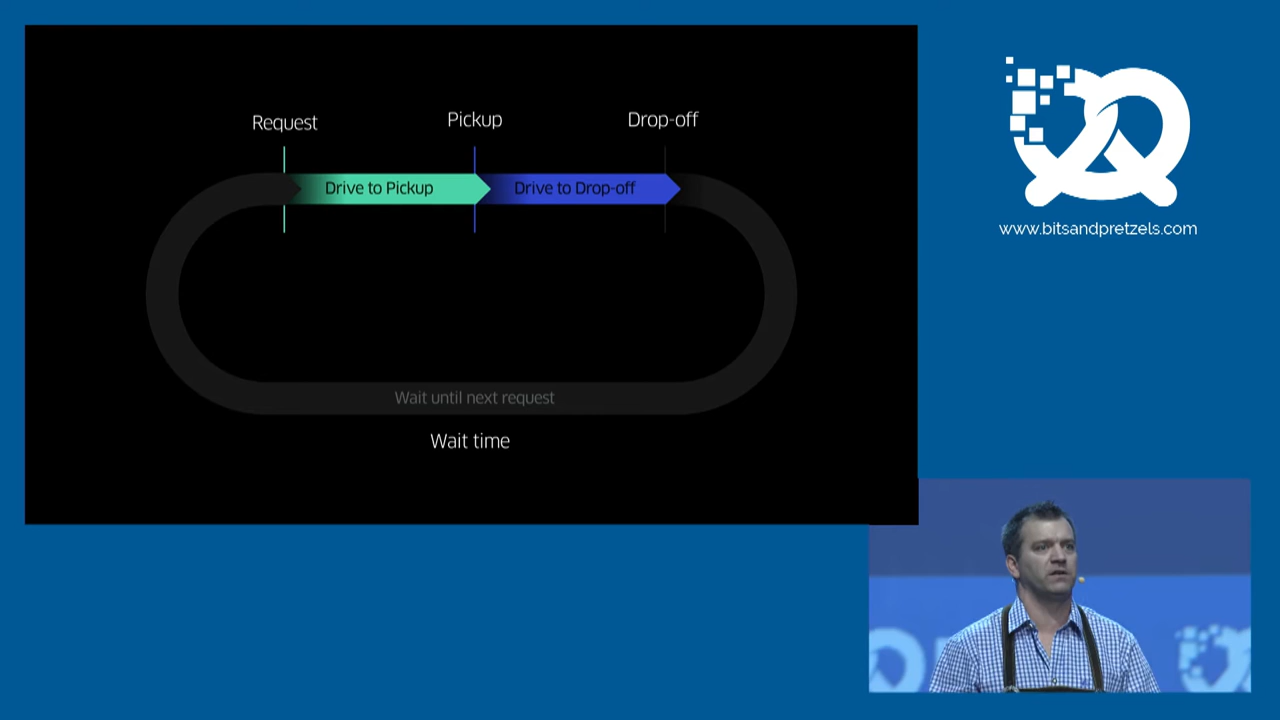 Request
Pickup
Drop-off
Drive to Pickup
Drive to Drop-off
Wait until next request
Wait time
www.bitsandpretzels.com